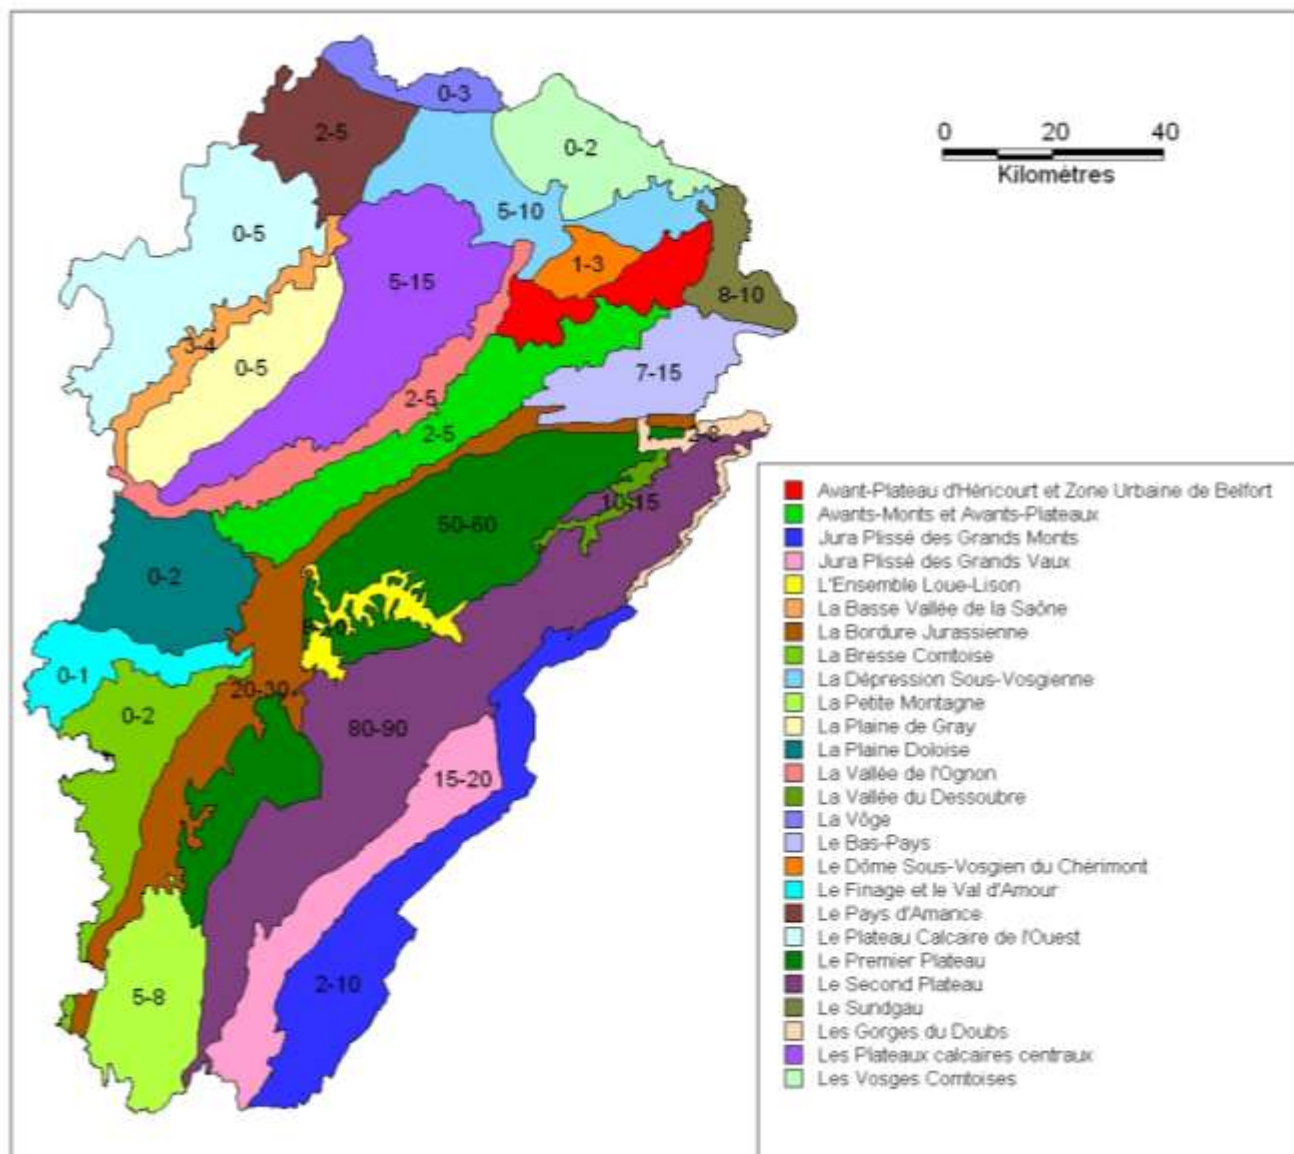 0-3
2-5
0-2
0 20 40
Kilométres
0-5
5-10
1-3
5-15
8-10
3-4
0-5
7-15
2-5
2-5
10-15
50-60
0-2
0-1
20-30
0-2
80-90
15-20
2-10
5-8
Avant-Plateau d'Héricourt et Zone Urbaine de Belfort
Avants-Monts et Avants-Plateaux
Jura Plissé des Grands Monts
Jura Plissé des Grands Vaux
L'Ensemble Loue-Lison
La Basse Vallée de la Saône
La Bordure Jurassienne
La Bresse Comtoise
La Dépression Sous-Vosgienne
La Petite Montagne
La Plaine de Gray
La Plaine Doloise
La Vallée de l'Ognon
La Vallée du Dessoubre
La Vôge
Le Bas-Pays
Le Dôme Sous-Vosgien du Chérimont
Le Finage et le Val d'Amour
Le Pays d'Amance
Le Plateau Calcaire de l'Ouest
Le Premier Plateau
Le Second Plateau
Le Sundgau
Les Gorges du Doubs
Les Plateaux calcaires centraux
Les Vosges Comtoises